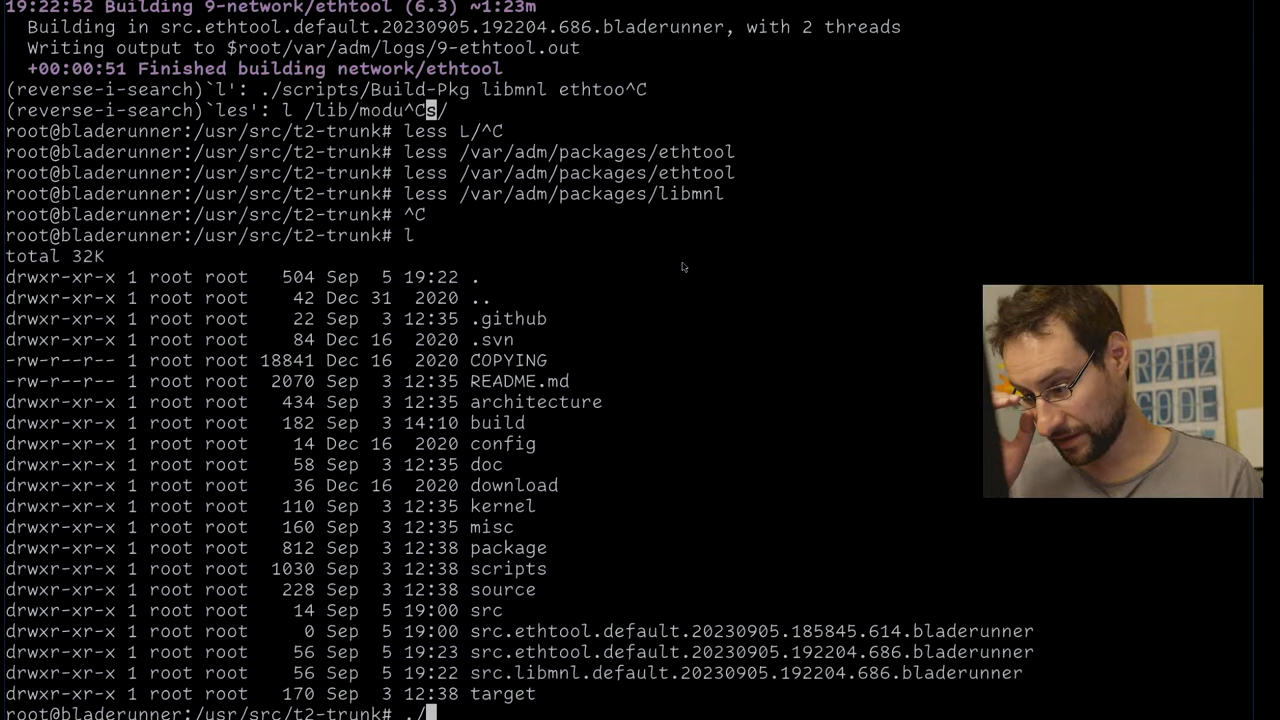 19:22:52 Building 9-network/ethtool (6.3) ~1:23m
Building in src.ethtool.default.20230905.192204.686.bladerunner, with 2 threads
Writing output to $root/var/adm/logs/9-ethtool.out
+00:00:51 Finished building network/ethtool
(reverse-i-search)`l': ./scripts/Build-Pkg libmnl ethtoo^C
(reverse-i-search)`les': l /lib/modu^Cs/
root@bladerunner:/usr/src/t2-trunk# less L/^C
root@bladerunner:/usr/src/t2-trunk# less /var/adm/packages/ethtool
root@bladerunner:/usr/src/t2-trunk# less /var/adm/packages/ethtool
root@bladerunner:/usr/src/t2-trunk# less /var/adm/packages/libmnl
root@bladerunner:/usr/src/t2-trunk# ^C
root@bladerunner:/usr/src/t2-trunk# l
total 32K
drwxr-xr-x 1 root root 504 Sep 5 19:22 .
drwxr-xr-x 1 root root 42 Dec 31 2020 ..
drwxr-xr-x 1 root root 22 Sep 3 12:35 .github
drwxr-xr-x 1 root root 84 Dec 16 2020 .svn
-rw-r--r-- 1 root root 18841 Dec 16 2020 COPYING
-rw-r--r-- 1 root root 2070 Sep 3 12:35 README.md
drwxr-xr-x 1 root root 434 Sep 3 12:35 architecture
drwxr-xr-x 1 root root 182 Sep 3 14:10 build
drwxr-xr-x 1 root root 14 Dec 16 2020 config
drwxr-xr-x 1 root root 58 Sep 3 12:35 doc
drwxr-xr-x 1 root root 36 Dec 16 2020 download
drwxr-xr-x 1 root root 110 Sep 3 12:35 kernel
drwxr-xr-x 1 root root 160 Sep 3 12:35 misc
drwxr-xr-x 1 root root 812 Sep 3 12:38 package
drwxr-xr-x 1 root root 1030 Sep 3 12:38 scripts
drwxr-xr-x 1 root root 228 Sep 3 12:38 source
drwxr-xr-x 1 root root 14 Sep 5 19:00 src
drwxr-xr-x 1 root root 0 Sep 5 19:00 src.ethtool.default.20230905.185845.614.bladerunner
drwxr-xr-x 1 root root 56 Sep 5 19:23 src.ethtool.default.20230905.192204.686.bladerunner
drwxr-xr-x 1 root root 56 Sep 5 19:22 src.libmnl.default.20230905.192204.686.bladerunner
drwxr-xr-x 1 root root 170 Sep 3 12:38 target
root@bladerunner:/usr/src/t2-trunk# ./
R2T2
CODE